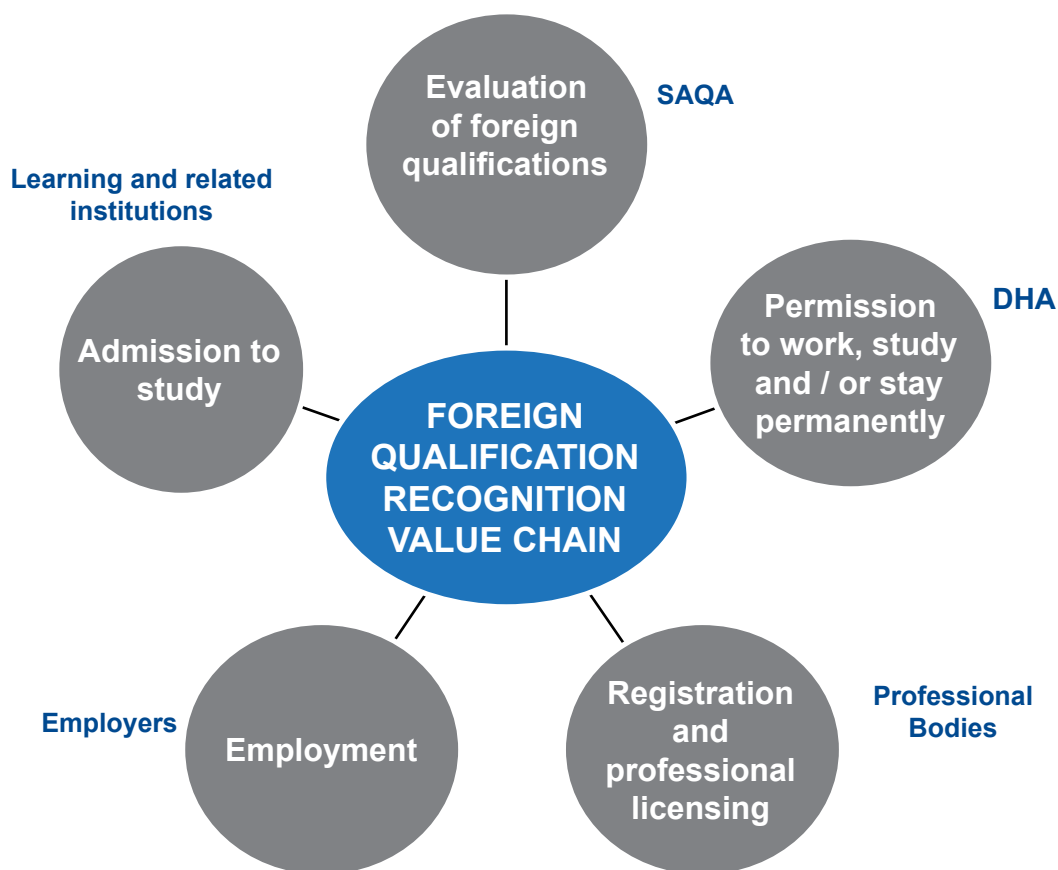 Evaluation
of foreign
qualifications
SAQA
Learning and related
institutions
Admission to
study
Permission
to work, study
and / or stay
permanently
DHA
FOREIGN
QUALIFICATION
RECOGNITION
VALUE CHAIN
Employers
Employment
Registration
and
professional
licensing
Professional
Bodies